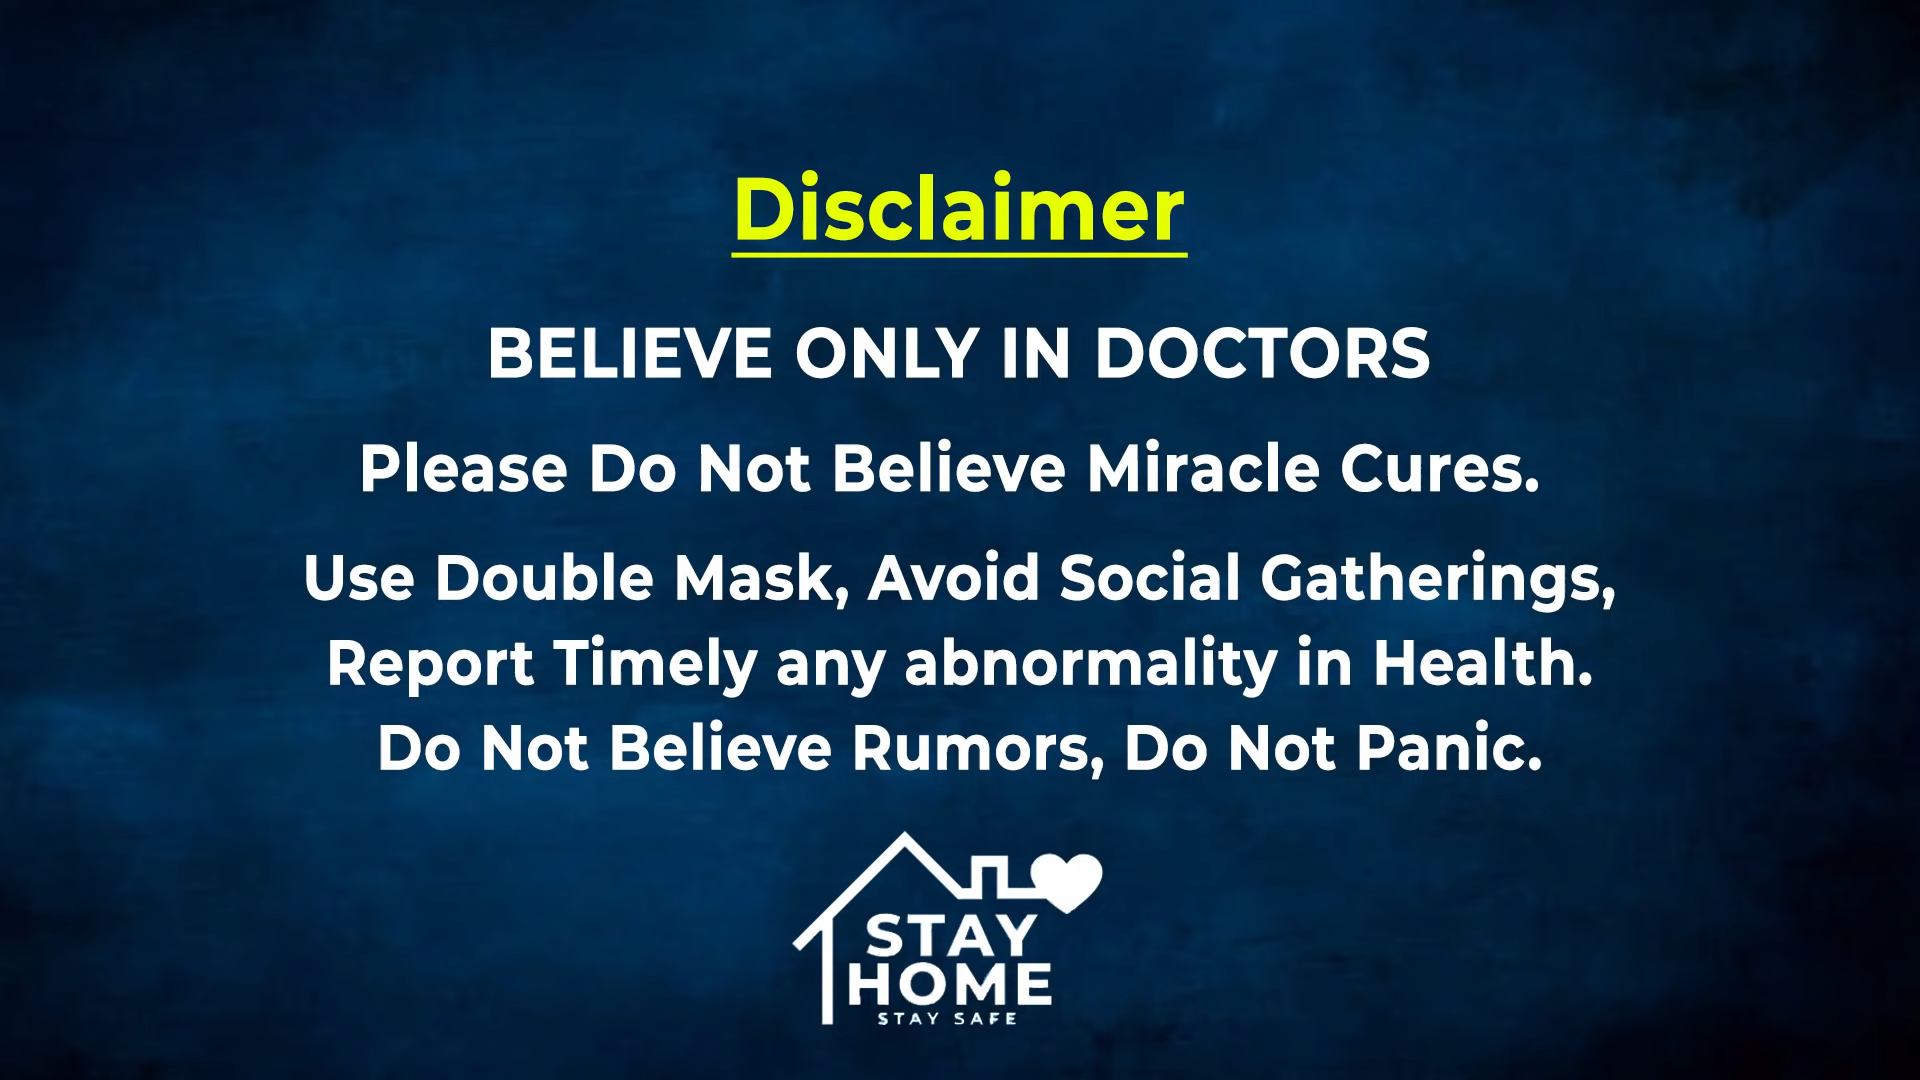 Disclaimer
BELIEVE ONLY IN DOCTORS
Please Do Not Believe Miracle Cures.
Use Double Mask, Avoid Social Gatherings,
Report Timely any abnormality in Health.
Do Not Believe Rumors, Do Not Panic.
STAY
HOME
STAY SAFE